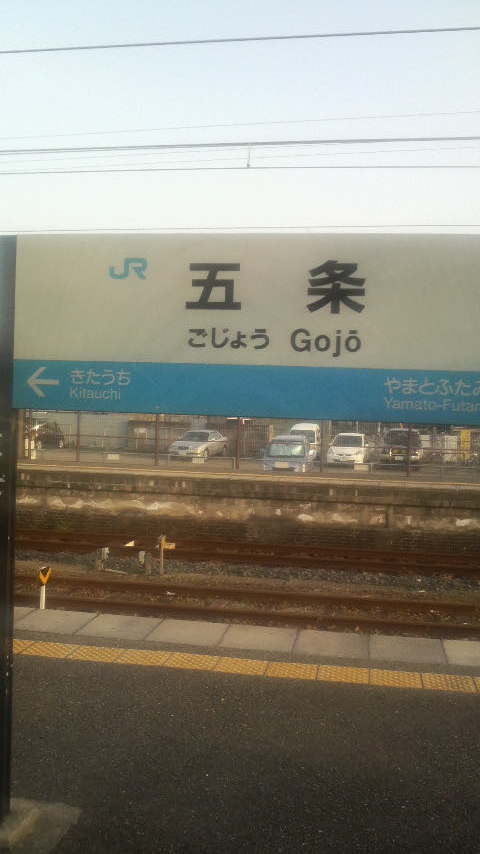 JR 五条
ごじょう Gojō
きたうち
Kitauchi
やまとふた
Yamato-Futa